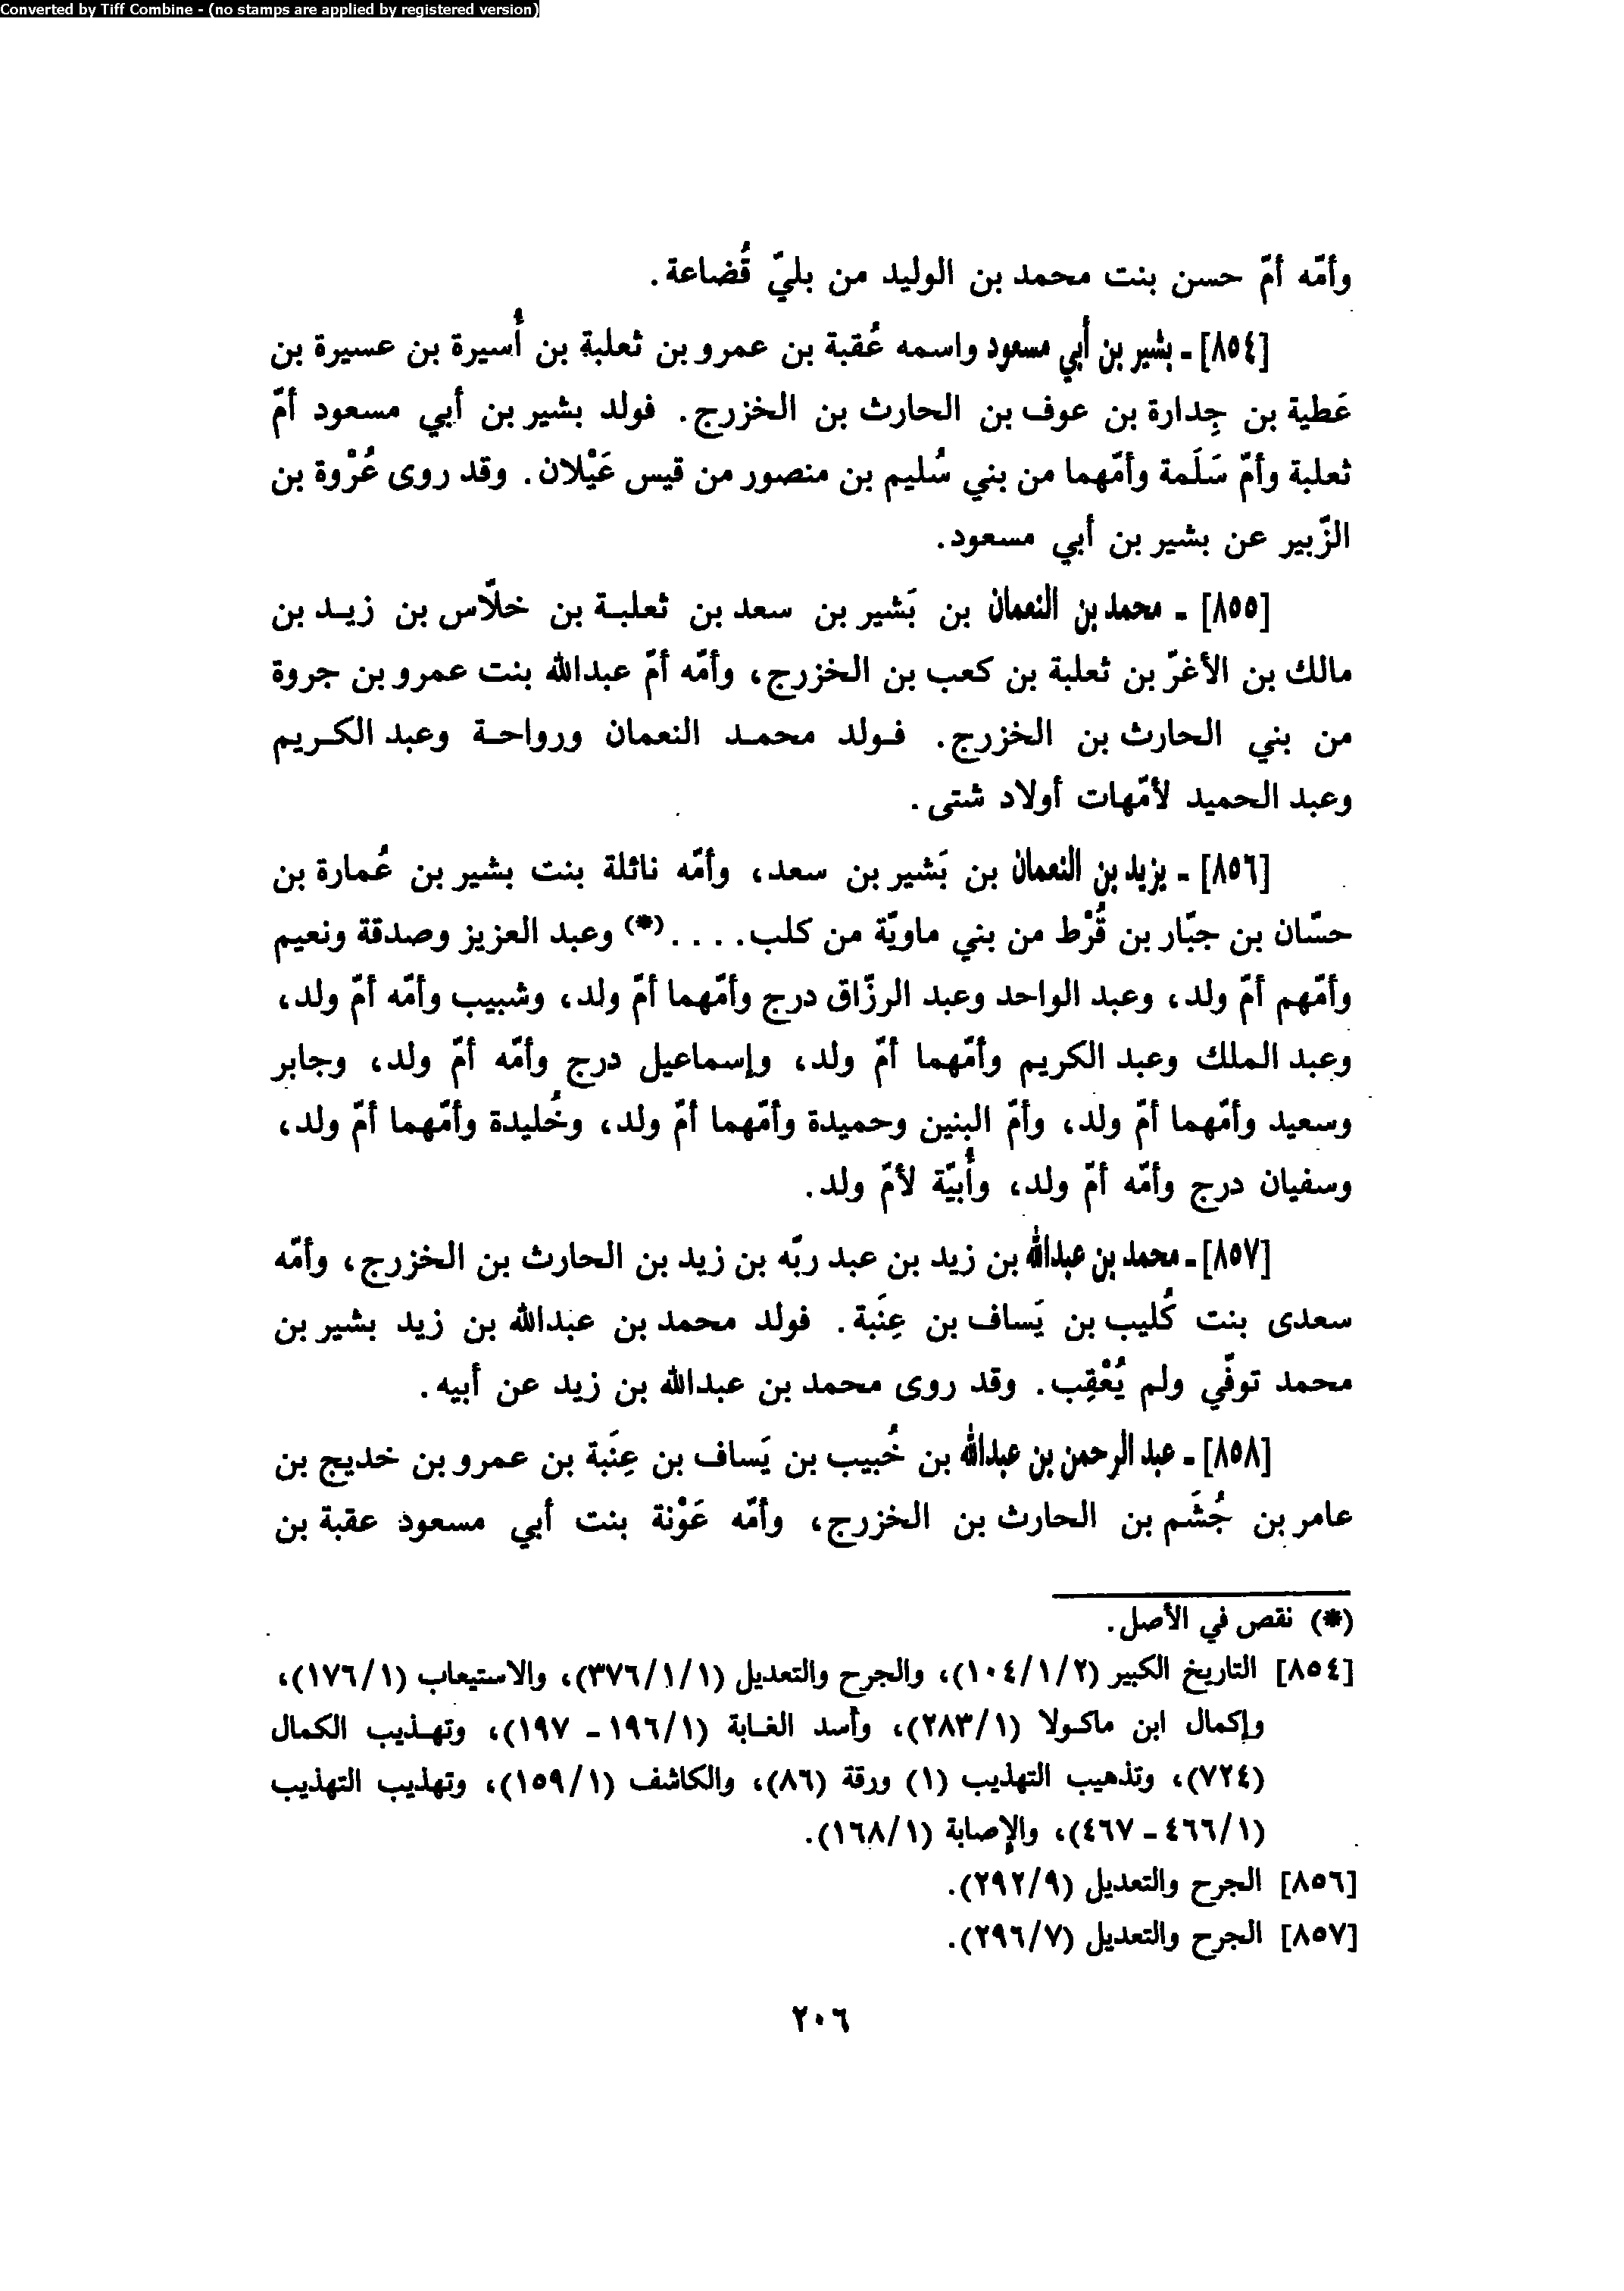 Converted by Tiff Combine - (no stamps are applied by registered version)
وأمّه أمّ حسن بنت محمد بن الوليد من بليّ قُضاعة.
[٨٥٤] - بشير بن أبي مسعود واسمه عُقبة بن عمرو بن ثعلبة بن أُسيرة بن عسيرة بن
عَطية بن جِدارة بن عوف بن الحارث بن الخزرج. فولد بشير بن أبي مسعود أمّ
ثعلبة وأمّ سَلَمة وأمّهما من بني سُليم بن منصور من قيس عَيْلان. وقد روى عُرْوة بن
الزّبير عن بشير بن أبي مسعود.
[٨٥٥] - محمد بن النعمان بن بَشير بن سعد بن ثعلبـة بن خلّاس بن زيـد بن
مالك بن الأغرّ بن ثعلبة بن كعب بن الخزرج، وأمّه أمّ عبدالله بنت عمرو بن جروة
من بني الحارث بن الخزرج. فـولد محمـد النعمان ورواحـة وعبد الكـريم
وعبد الحميد لأمّهات أولاد شتى.
[٨٥٦] - يزيد بن النعمان بن بَشير بن سعد، وأمّه نائلة بنت بشير بن عُمارة بن
حسّان بن جبّار بن قُرْط من بني ماويّة من كلب. . . .(*) وعبد العزيز وصدقة ونعيم
وأمّهم أمّ ولد، وعبد الواحد وعبد الرزّاق درج وأمّهما أمّ ولد، وشبيب وأمّه أمّ ولد،
وعبد الملك وعبد الكريم وأمّهما أمّ ولد، وإسماعيل درج وأمّه أمّ ولد، وجابر
وسعيد وأمّهما أمّ ولد، وأمّ البنين وحميدة وأمّهما أمّ ولد، وخُليدة وأمّهما أمّ ولد،
وسفيان درج وأمّه أمّ ولد، وأُبيّة لأمّ ولد.
[٨٥٧] - محمد بن عبدالله بن زيد بن عبد ربّه بن زيد بن الحارث بن الخزرج، وأمّه
سعدى بنت كُليب بن يَساف بن عِنَبة. فولد محمد بن عبدالله بن زيد بشير بن
محمد توفّي ولم يُعْقِب. وقد روى محمد بن عبدالله بن زيد عن أبيه.
[٨٥٨] - عبد الرحمن بن عبدالله بن خُبيب بن يَساف بن عِنَبة بن عمرو بن خديج بن
عامر بن جُشَم بن الحارث بن الخزرج، وأمّه عَوْنة بنت أبي مسعود عقبة بن
(*) نقص في الأصل.
[٨٥٤] التاريخ الكبير (١٠٤/١/٢)، والجرح والتعديل (٣٧٦/١/١)، والاستيعاب (١٧٦/١)،
وإكمال ابن ماكـولا (٢٨٣/١)، وأسد الغـابة (١٩٦/١ - ١٩٧)، وتهـذيب الكمال
(٧٢٤)، وتذهيب التهذيب (١) ورقة (٨٦)، والكاشف (١٥٩/١)، وتهذيب التهذيب
(٤٦٦/١ - ٤٦٧)، والإصابة (١٦٨/١).
[٨٥٦] الجرح والتعديل (٢٩٢/٩).
[٨٥٧] الجرح والتعديل (٢٩٦/٧).
٢٠٦